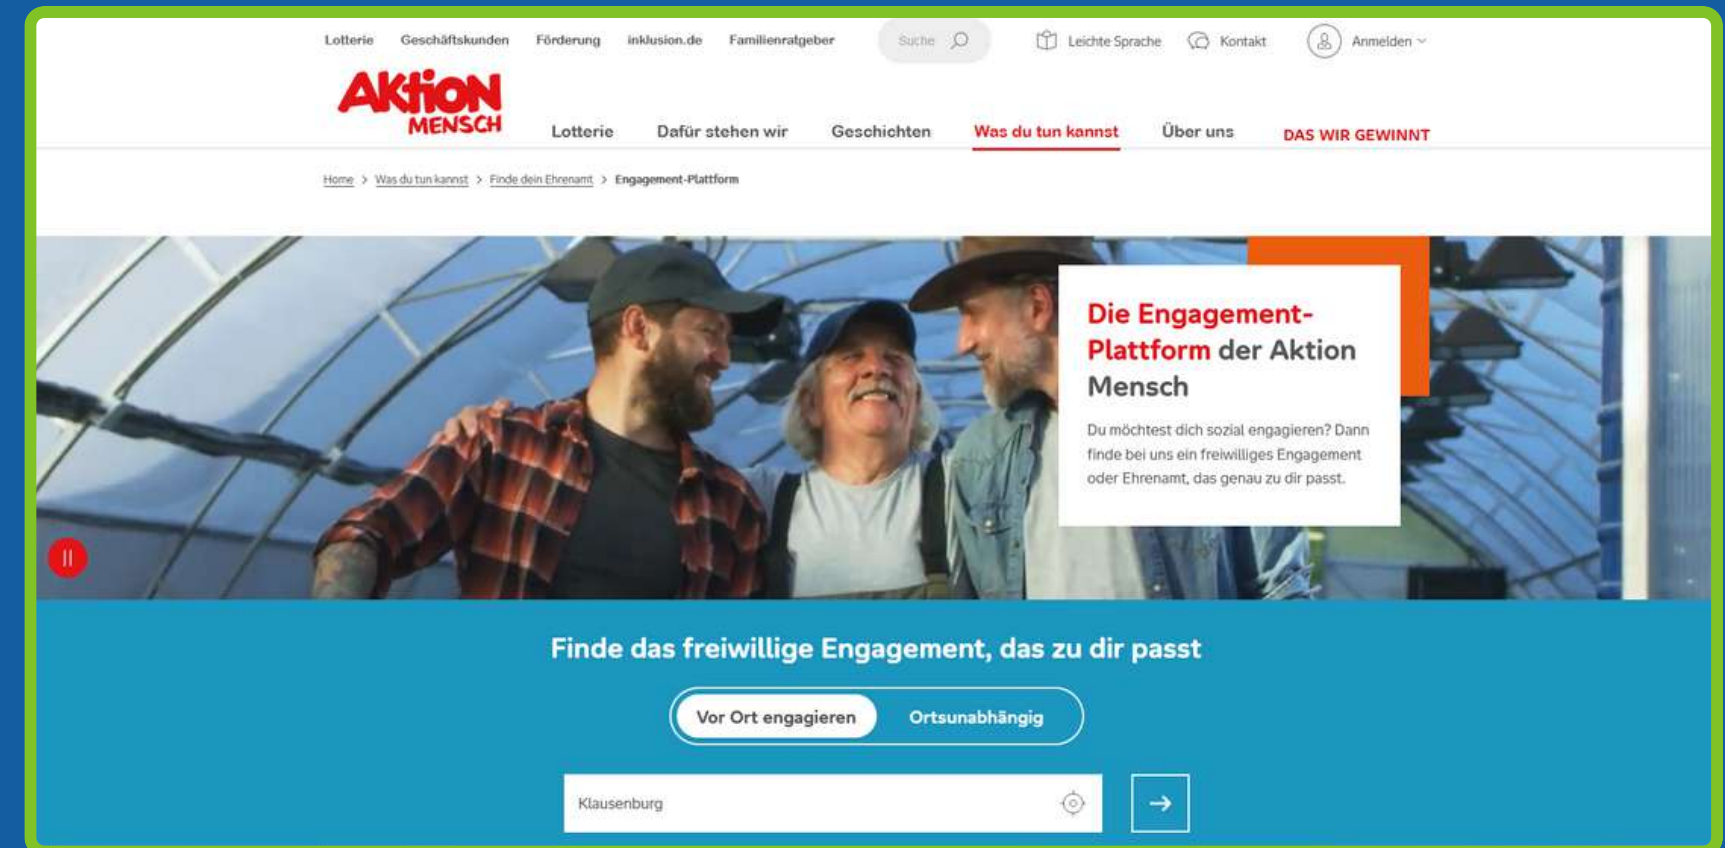 Lotterie Geschäftskunden Förderung inklusion.de Familienratgeber Suche Leichte Sprache Kontakt Anmelden
AKTION
MENSCH
Lotterie Dafür stehen wir Geschichten Was du tun kannst Über uns DAS WIR GEWINNT
Home > Was du tun kannst > Finde dein Ehrenamt > Engagement-Plattform
Die Engagement-
Plattform der Aktion
Mensch
Du möchtest dich sozial engagieren? Dann
finde bei uns ein freiwilliges Engagement
oder Ehrenamt, das genau zu dir passt.
Finde das freiwillige Engagement, das zu dir passt
Vor Ort engagieren Ortsunabhängig
Klausenburg